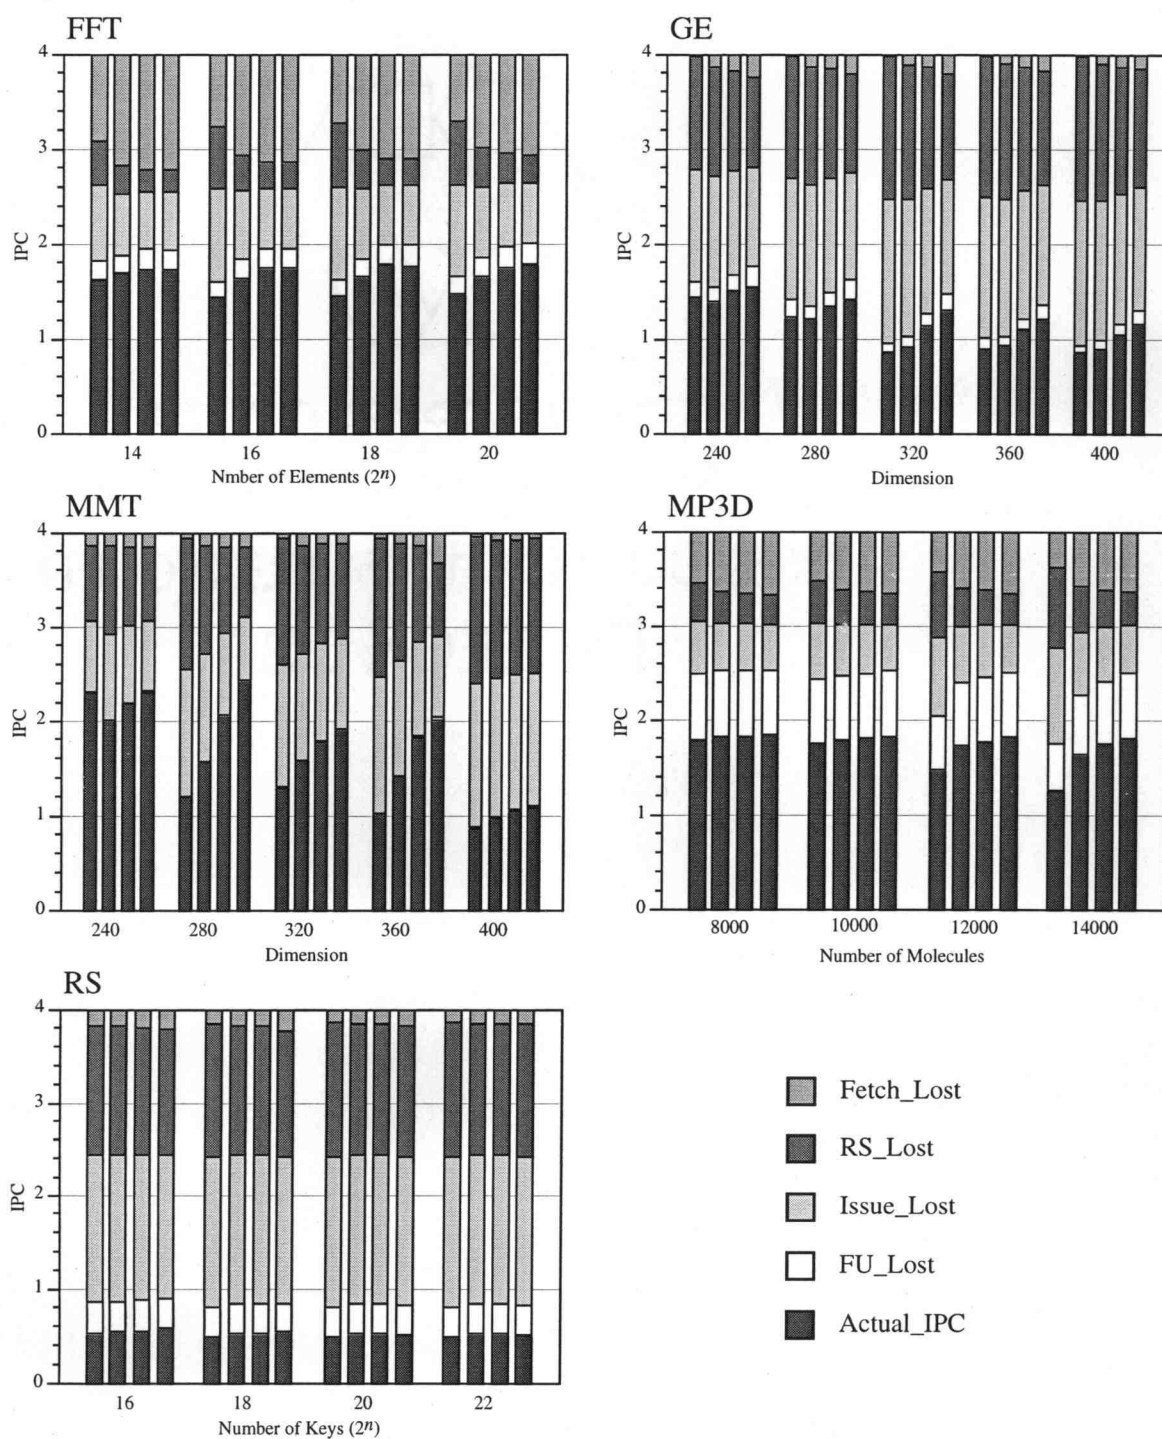 FFT
4
3
2
1
0
IPC
14 16 18 20
Nmber of Elements (2n)
GE
4
3
2
1
0
IPC
240 280 320 360 400
Dimension
MMT
4
3
2
1
0
IPC
240 280 320 360 400
Dimension
MP3D
4
3
2
1
0
IPC
8000 10000 12000 14000
Number of Molecules
RS
4
3
2
1
0
IPC
16 18 20 22
Number of Keys (2n)
Fetch_Lost
RS_Lost
Issue_Lost
FU_Lost
Actual_IPC